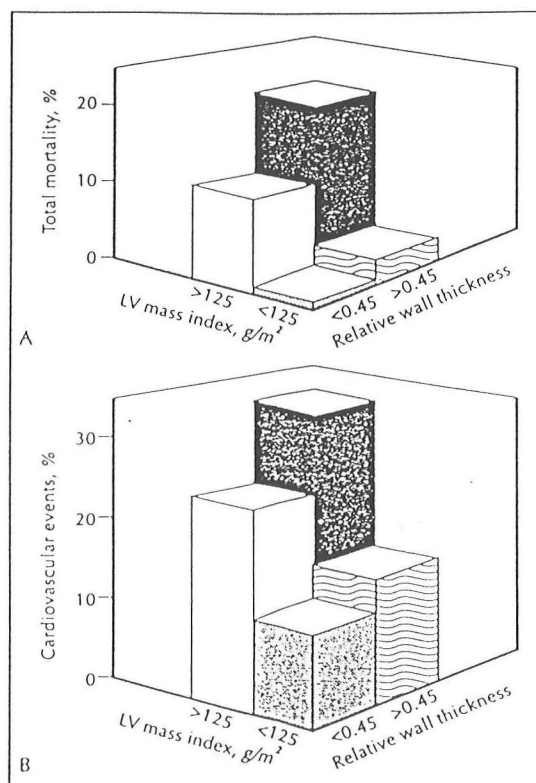 Total mortality, %
20
10
0
>125
<125
LV mass index, g/m²
<0.45
>0.45
Relative wall thickness
A
Cardiovascular events, %
30
20
10
0
>125
<125
LV mass index, g/m²
<0.45
>0.45
Relative wall thickness
B